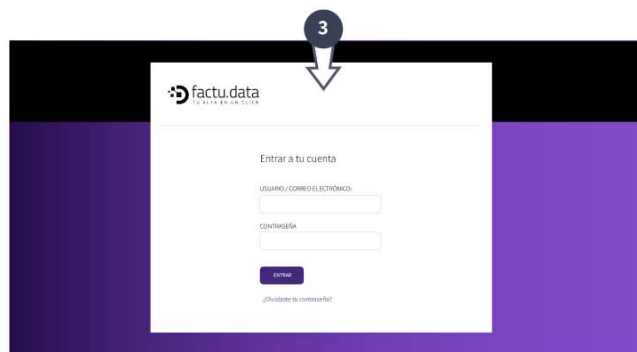 3
factu.data
TU ALTA EN UN CLICK
Entrar a tu cuenta
USUARIO / CORREO ELECTRÓNICO:
CONTRASEÑA
ENTRAR
¿Olvidaste tu contraseña?